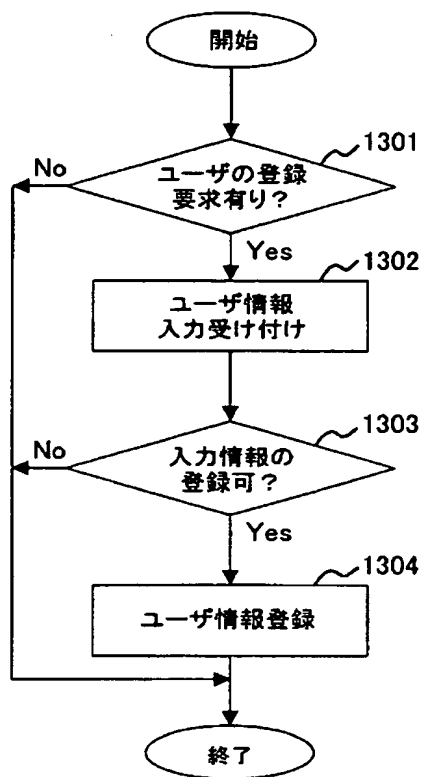 開始
1301
No
ユーザの登録
要求有り?
Yes
1302
ユーザ情報
入力受け付け
1303
No
入力情報の
登録可?
Yes
1304
ユーザ情報登録
終了